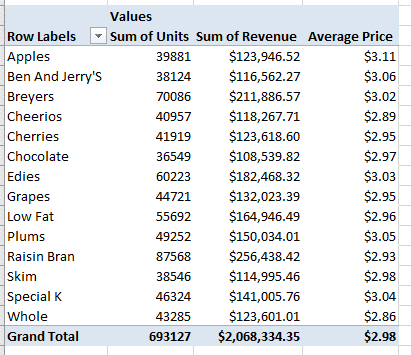 Values
Row Labels Sum of Units Sum of Revenue Average Price
Apples 39881 $123,946.52 $3.11
Ben And Jerry'S 38124 $116,562.27 $3.06
Breyers 70086 $211,886.57 $3.02
Cheerios 40957 $118,267.71 $2.89
Cherries 41919 $123,618.60 $2.95
Chocolate 36549 $108,539.82 $2.97
Edies 60223 $182,468.32 $3.03
Grapes 44721 $132,023.39 $2.95
Low Fat 55692 $164,946.49 $2.96
Plums 49252 $150,034.01 $3.05
Raisin Bran 87568 $256,438.42 $2.93
Skim 38546 $114,995.46 $2.98
Special K 46324 $141,005.76 $3.04
Whole 43285 $123,601.01 $2.86
Grand Total 693127 $2,068,334.35 $2.98